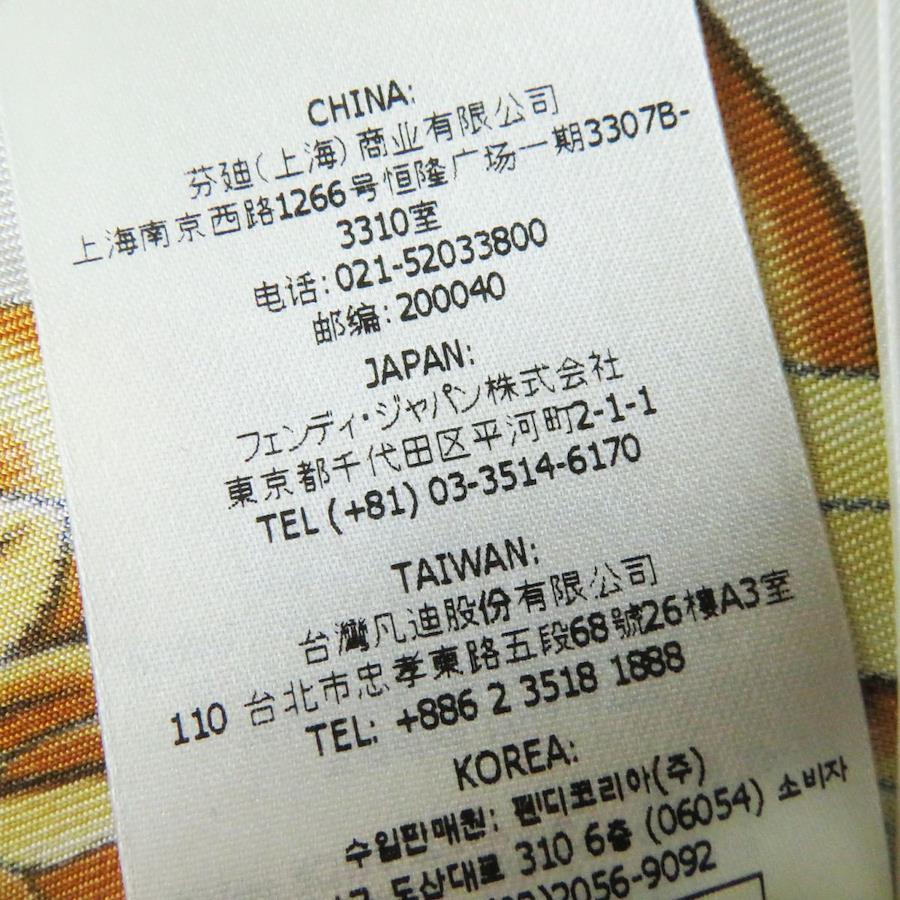 CHINA:
芬迪(上海)商业有限公司
上海南京西路1266号恒隆广场一期3307B-
3310室
电话:021-52033800
邮编:200040
JAPAN:
フェンディ・ジャパン株式会社
東京都千代田区平河町2-1-1
TEL (+81) 03-3514-6170
TAIWAN:
台灣凡迪股份有限公司
110 台北市忠孝東路五段68號26樓A3室
TEL: +886 2 3518 1888
KOREA:
수입판매원: 펜디코리아(주)
도산대로 310 6층 (06054) 소비자
2056-9092